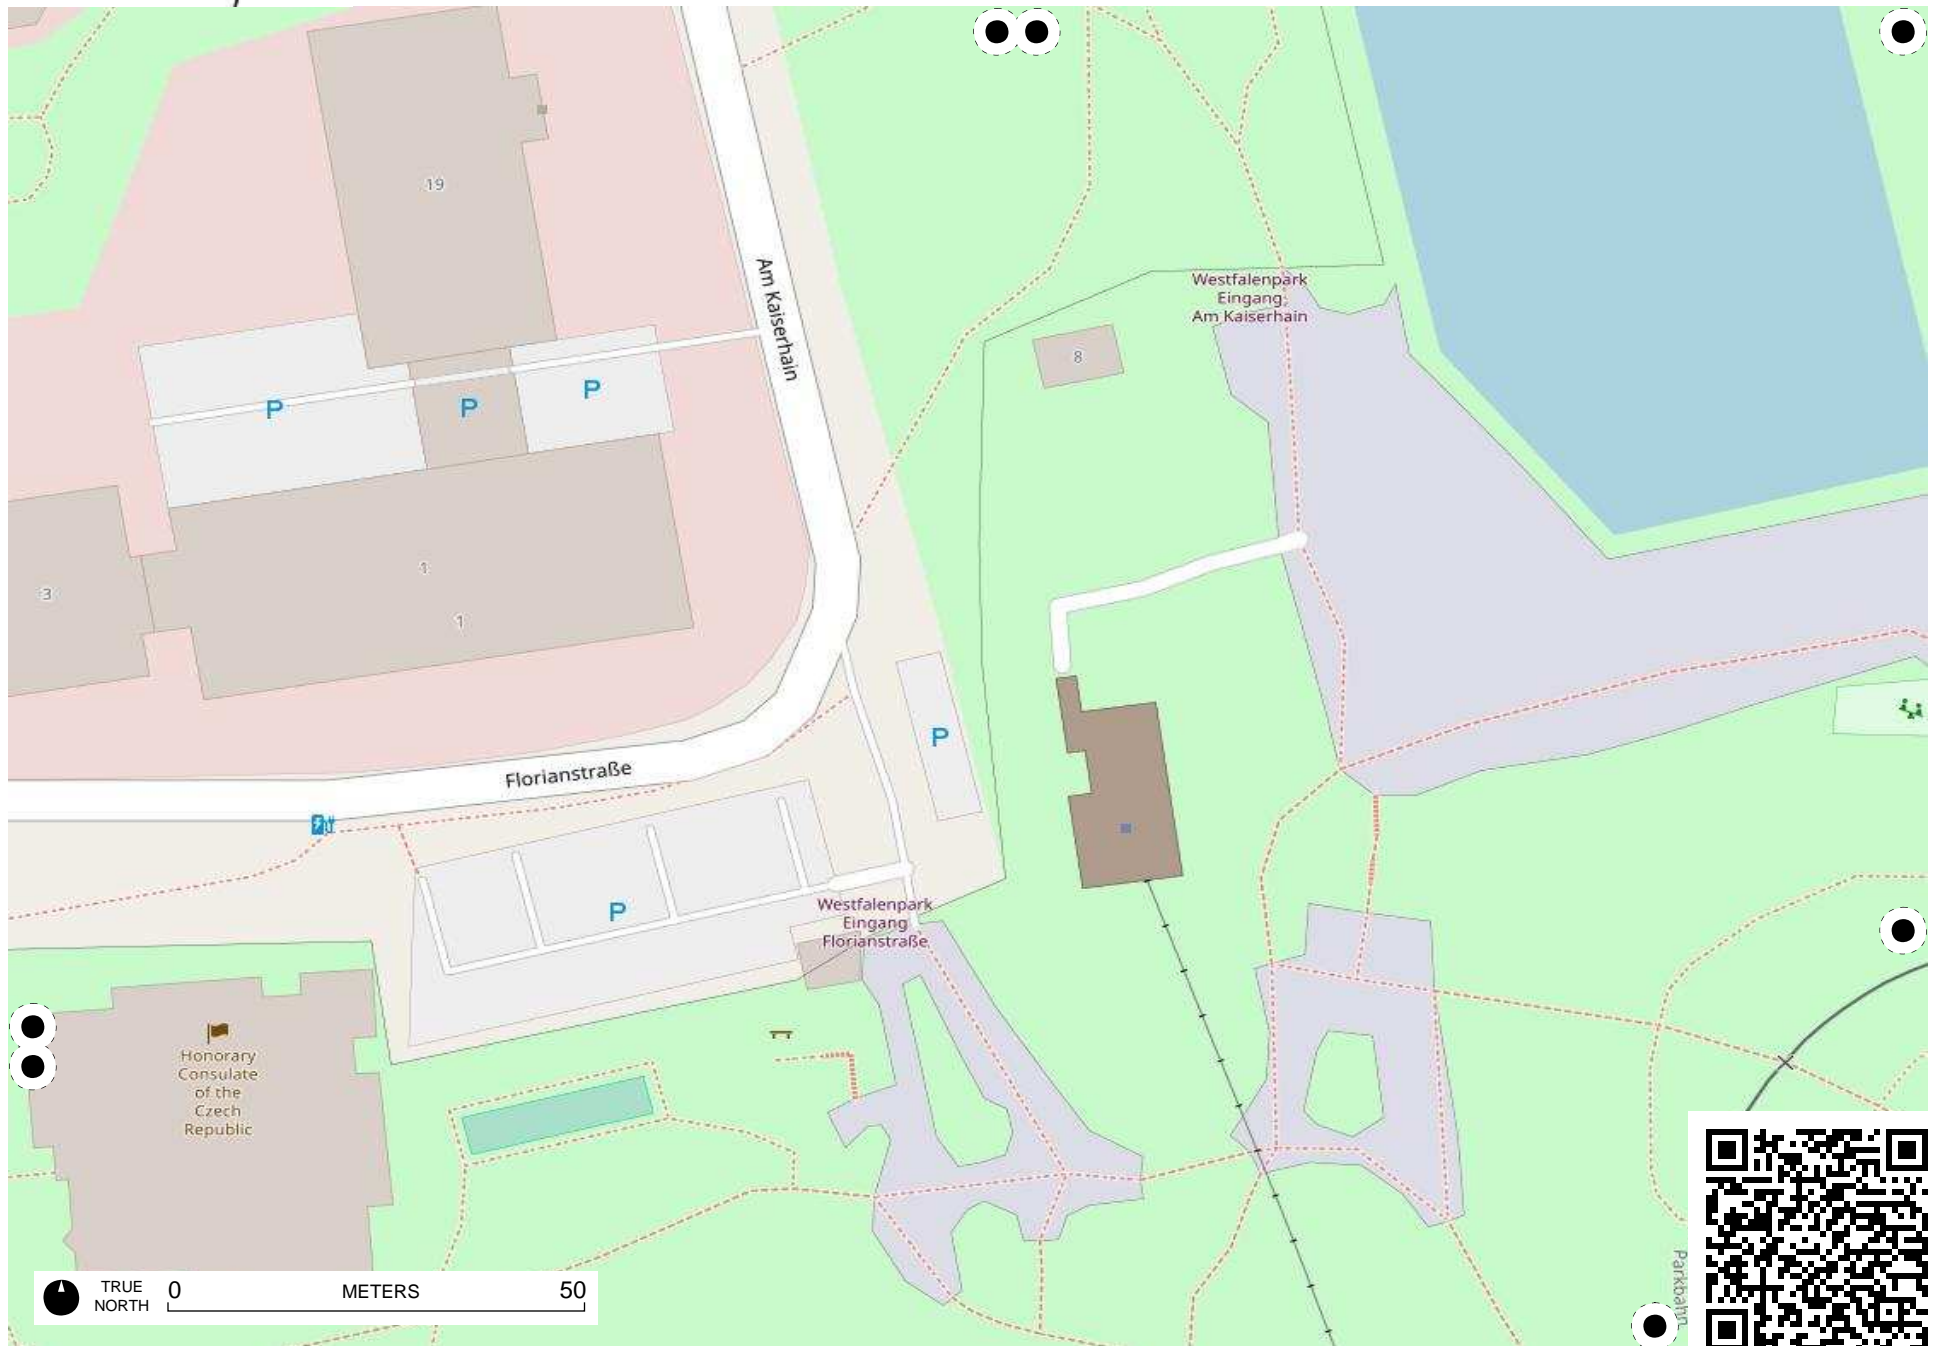 19
Am Kaiserhain
Westfalenpark
Eingang
Am Kaiserhain
8
P
P
P
3
1
1
P
Florianstraße
P
Westfalenpark
Eingang
Florianstraße
Honorary
Consulate
of the
Czech
Republic
Parkbahn
TRUE
NORTH
0
METERS
50